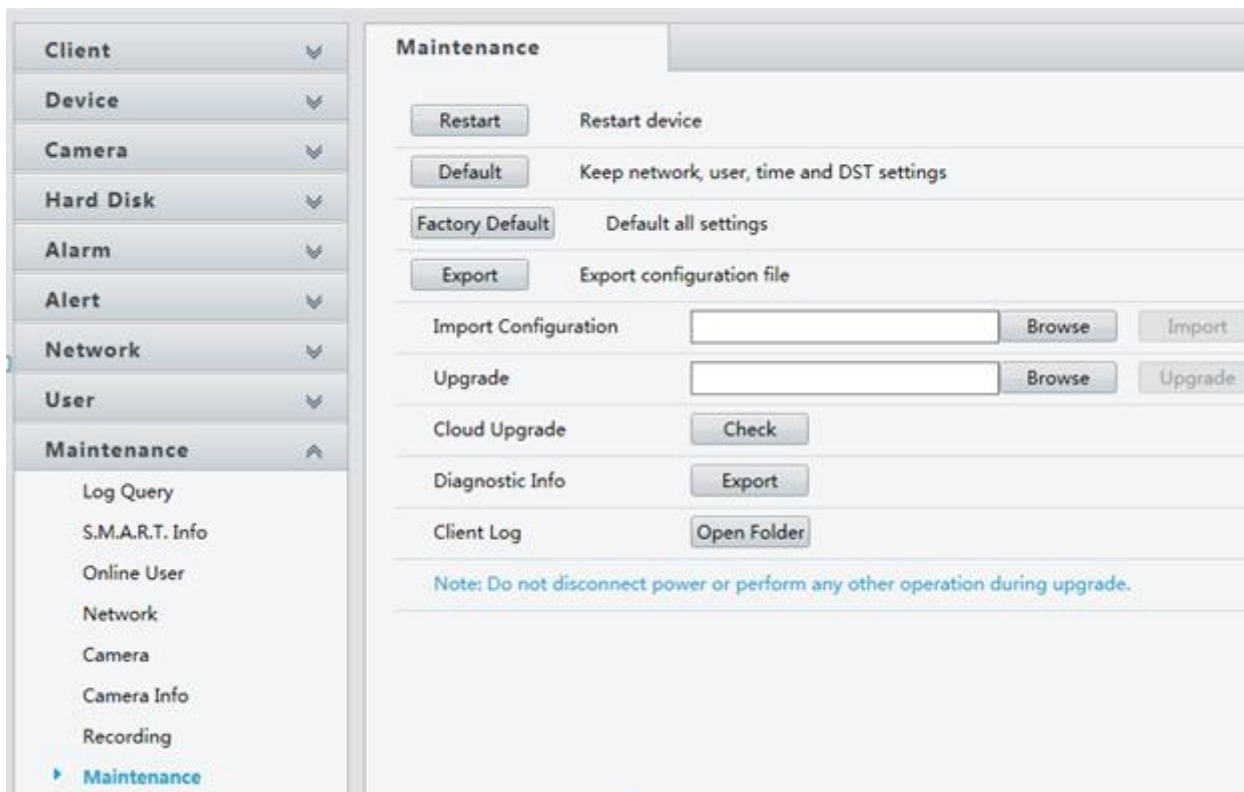 Client
Device
Camera
Hard Disk
Alarm
Alert
Network
User
Maintenance
Log Query
S.M.A.R.T. Info
Online User
Network
Camera
Camera Info
Recording
Maintenance
Maintenance
Restart Restart device
Default Keep network, user, time and DST settings
Factory Default Default all settings
Export Export configuration file
Import Configuration Browse Import
Upgrade Browse Upgrade
Cloud Upgrade Check
Diagnostic Info Export
Client Log Open Folder
Note: Do not disconnect power or perform any other operation during upgrade.